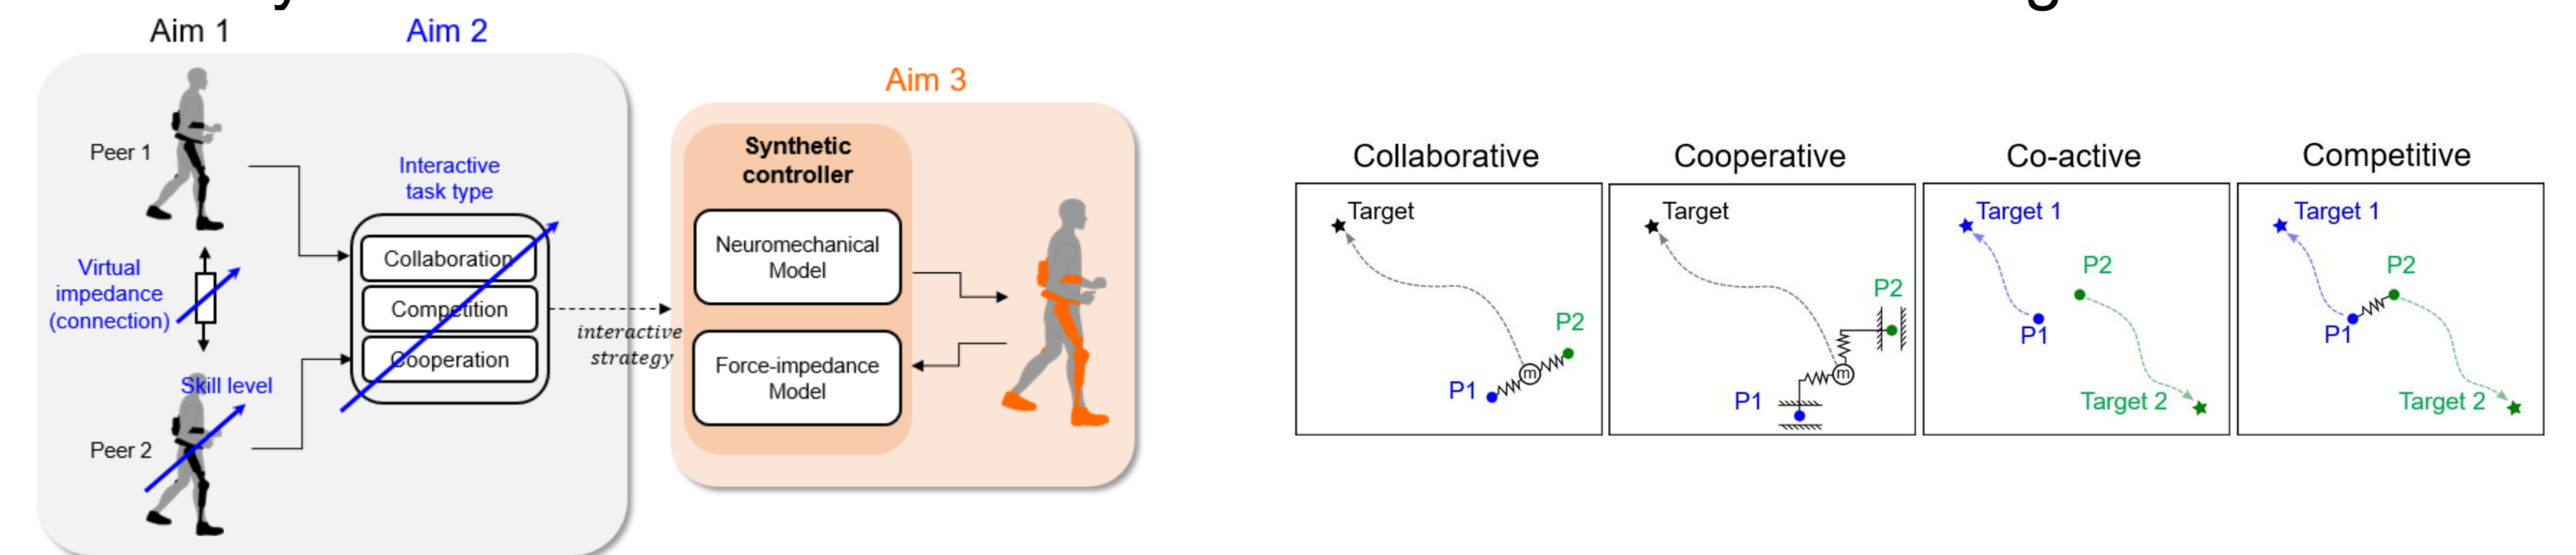 Aim 1
Aim 2
Aim 3
Peer 1
Interactive
task type
Virtual
impedance
(connection)
Collaboration
Competition
Cooperation
interactive
strategy
Skill level
Peer 2
Synthetic
controller
Neuromechanical
Model
Force-impedance
Model
Collaborative
Target
P2
P1
m
Cooperative
Target
P2
P1
m
Co-active
Target 1
P2
P1
Target 2
Competitive
Target 1
P2
P1
Target 2